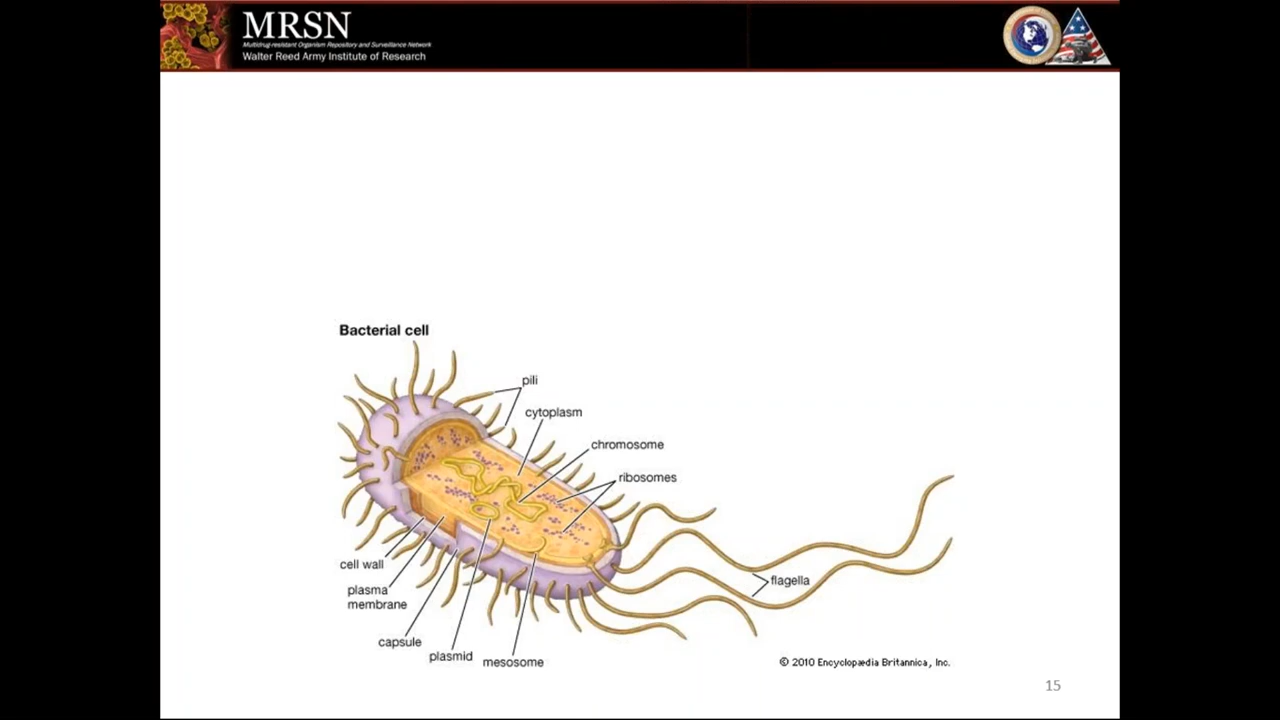 MRSN
Multidrug-resistant Organism Repository and Surveillance Network
Walter Reed Army Institute of Research
Bacterial cell
pili
cytoplasm
chromosome
ribosomes
cell wall
flagella
plasma
membrane
capsule
plasmid
mesosome
© 2010 Encyclopædia Britannica, Inc.
15